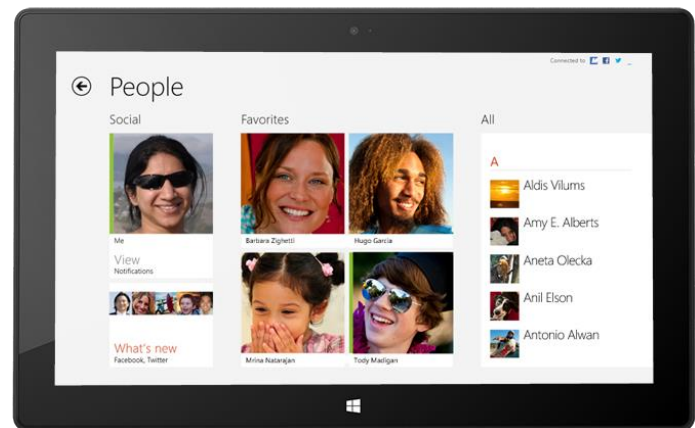 Connected to
People
Social
Favorites
All
Me
View
Notifications
What's new
Facebook, Twitter
Barbara Zighetti
Hugo Garcia
Mrina Natarajan
Tody Madigan
A
Aldis Vilums
Amy E. Alberts
Aneta Olecka
Anil Elson
Antonio Alwan